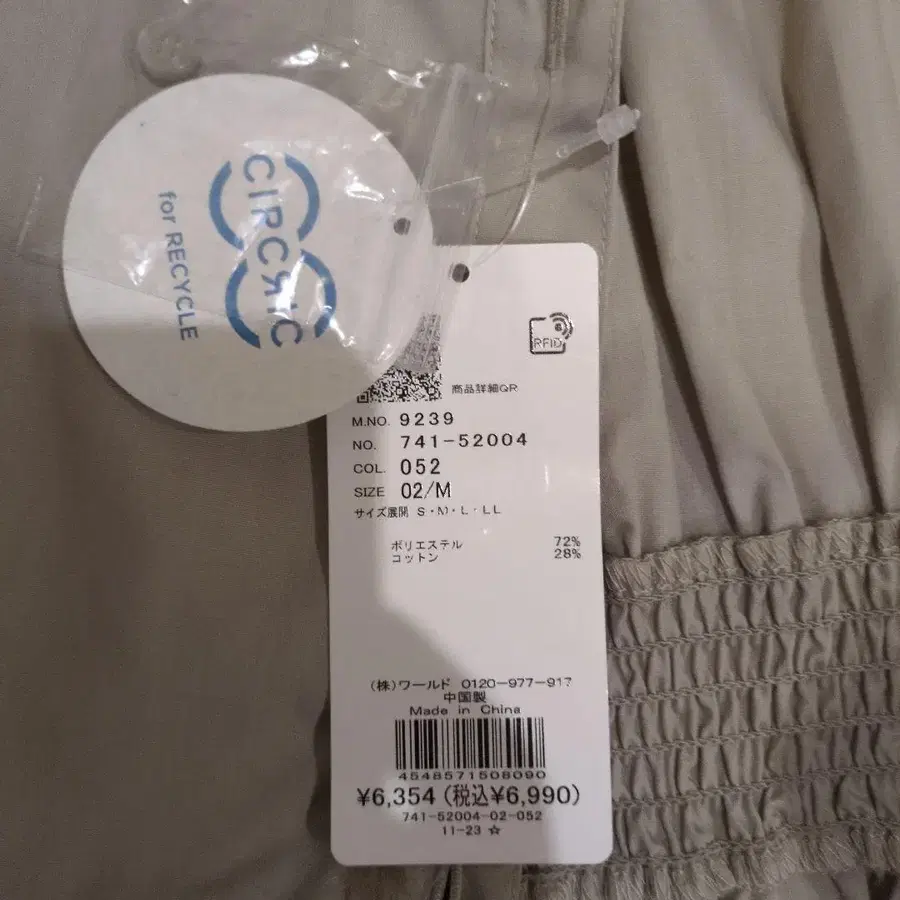 CIRCRIC
for RECYCLE
RFID
商品詳細QR
M.NO. 9239
NO. 741-52004
COL. 052
SIZE 02/M
サイズ展開 S・M・L・LL
ポリエステル 72%
コットン 28%
(株)ワールド 0120-977-917
中国製
Made in China
4548571508090
¥6,354 (税込¥6,990)
741-52004-02-052
11-23 ☆